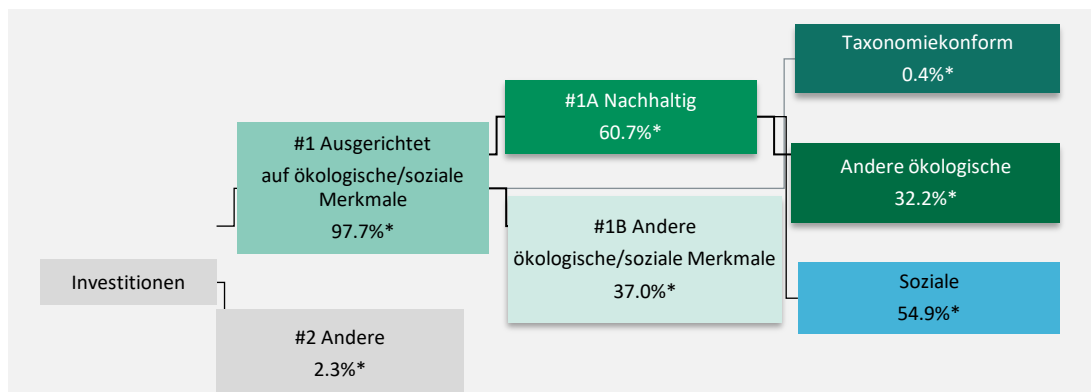 Investitionen
#1 Ausgerichtet
auf ökologische/soziale
Merkmale
97.7%*
#2 Andere
2.3%*
#1A Nachhaltig
60.7%*
#1B Andere
ökologische/soziale Merkmale
37.0%*
Taxonomiekonform
0.4%*
Andere ökologische
32.2%*
Soziale
54.9%*